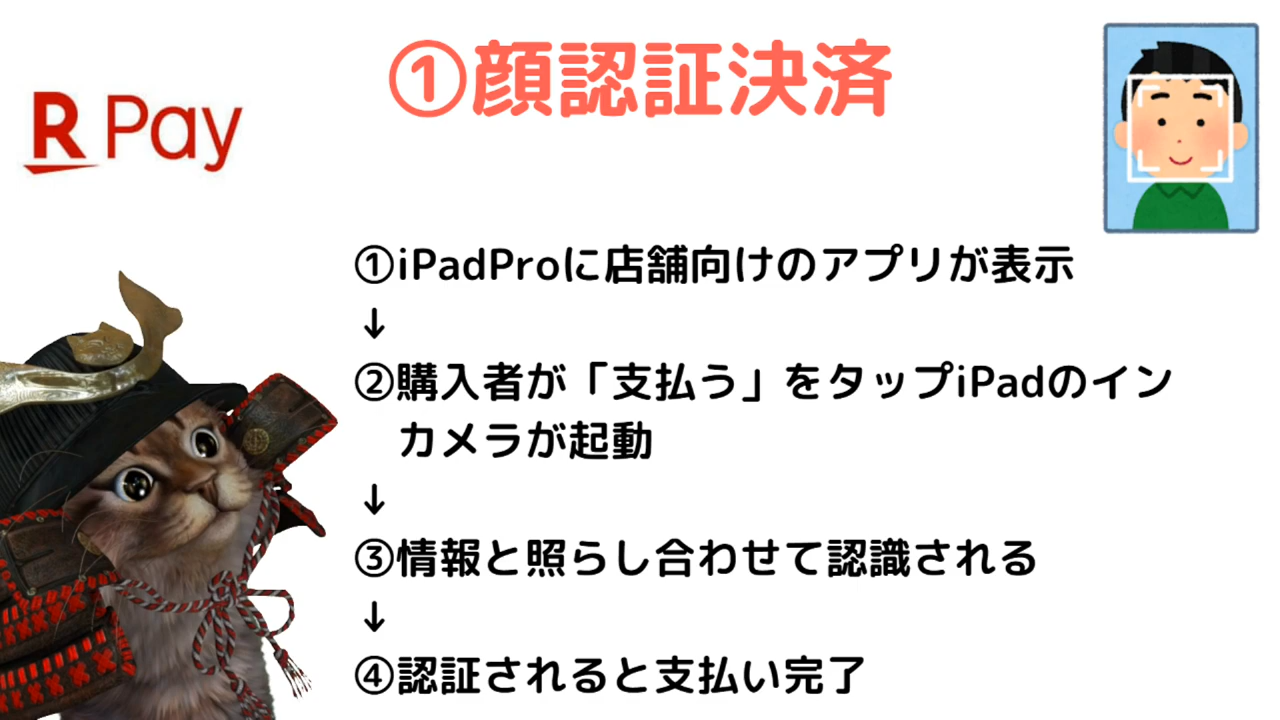 ①顔認証決済
R Pay
①iPadProに店舗向けのアプリが表示
↓
②購入者が「支払う」をタップiPadのイン
カメラが起動
↓
③情報と照らし合わせて認識される
↓
④認証されると支払い完了